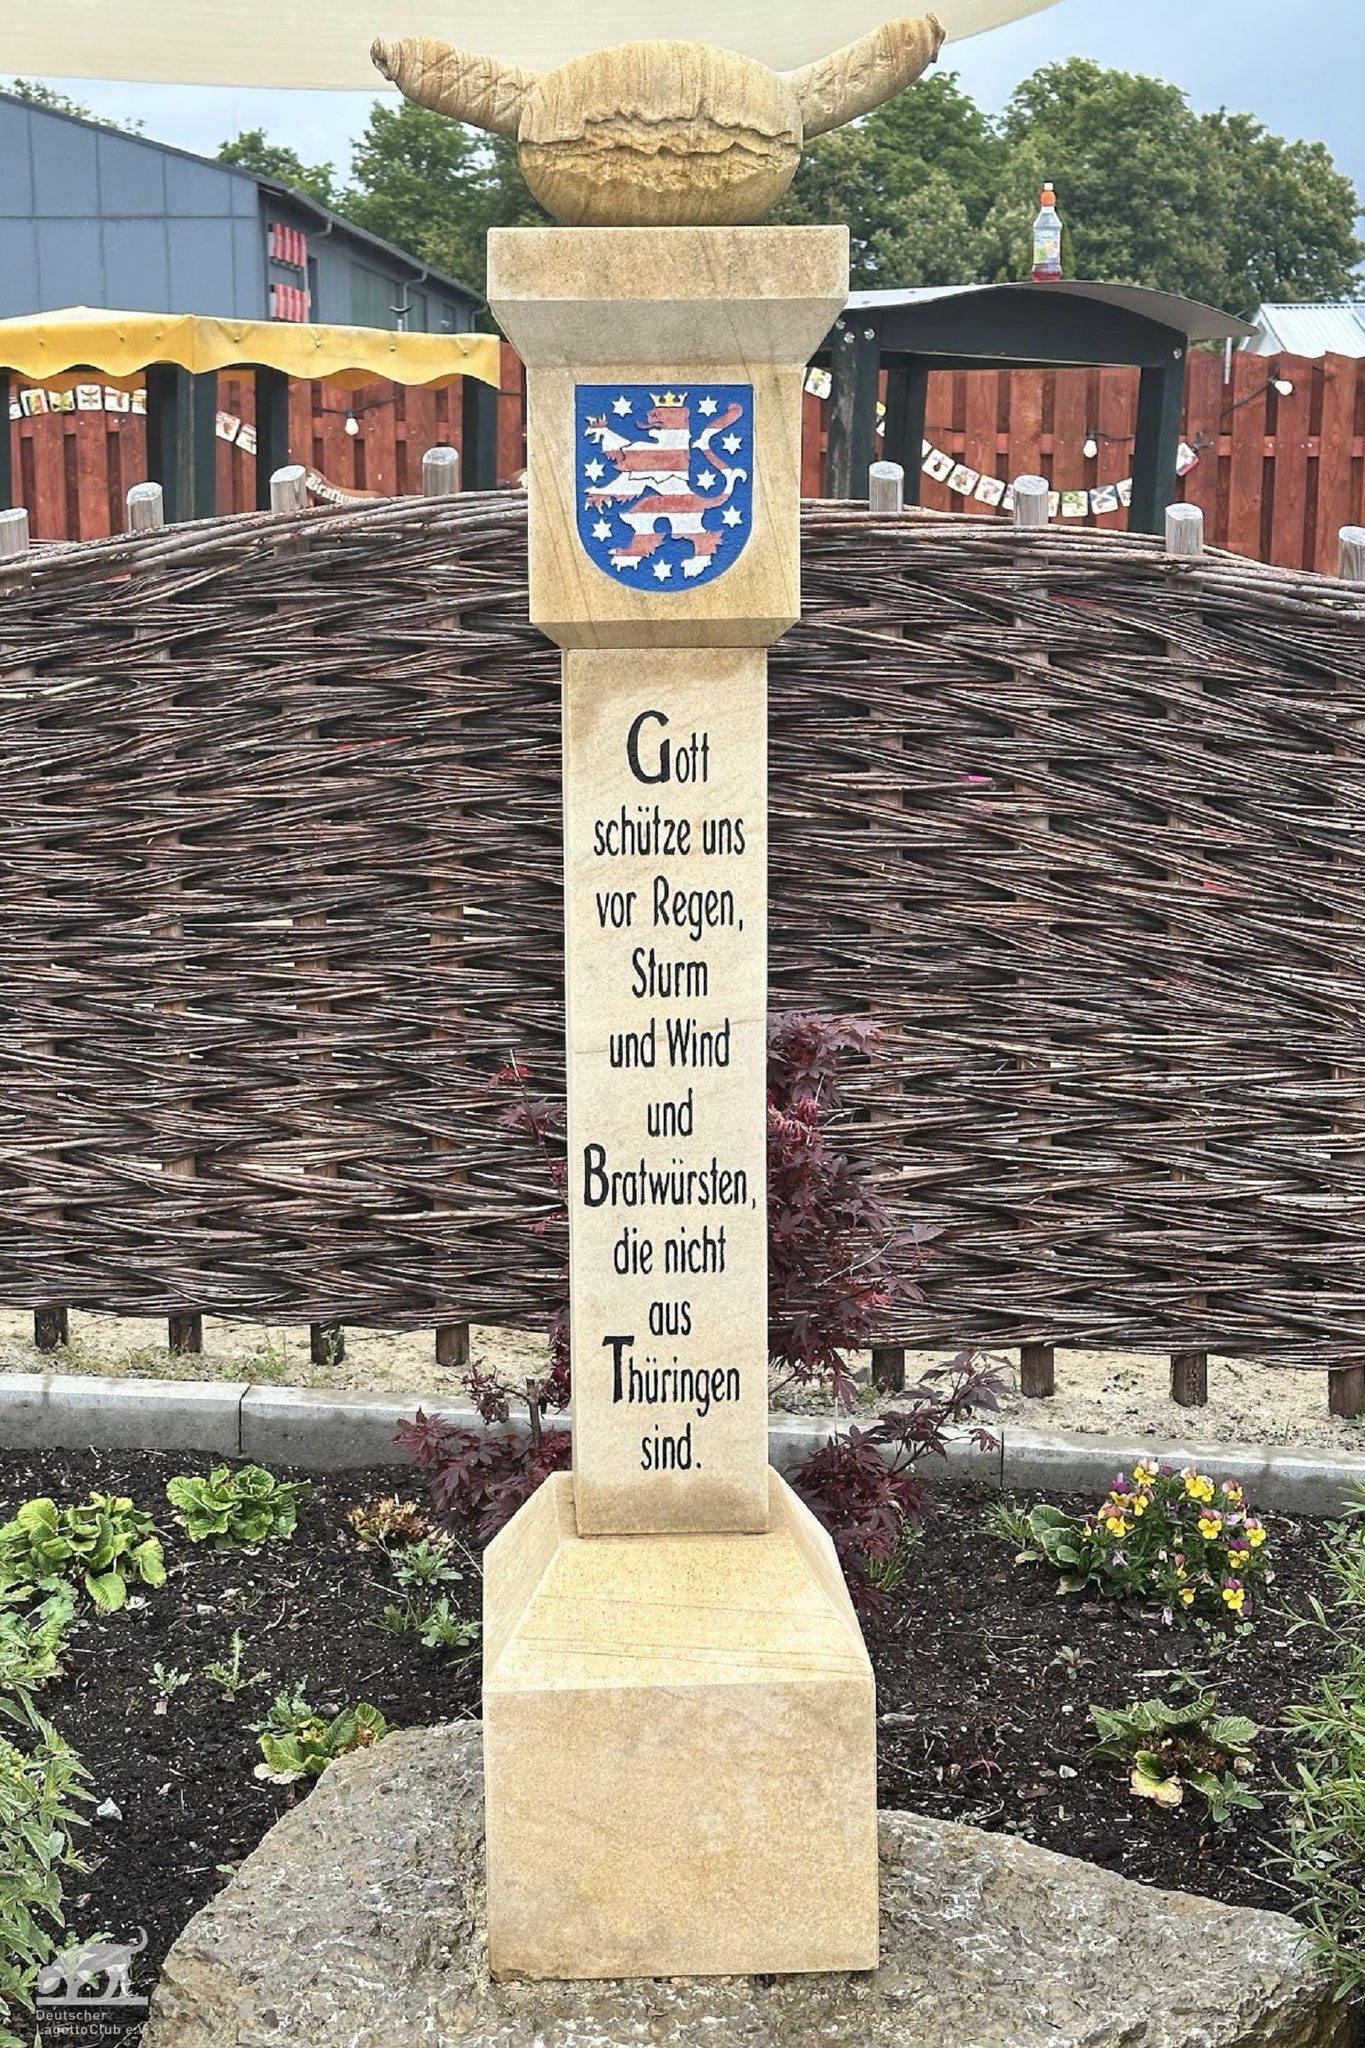 Gott
schütze uns
vor Regen,
Sturm
und Wind
und
Bratwürsten,
die nicht
aus
Thüringen
sind.
Deutscher
LagottoClub e.V.